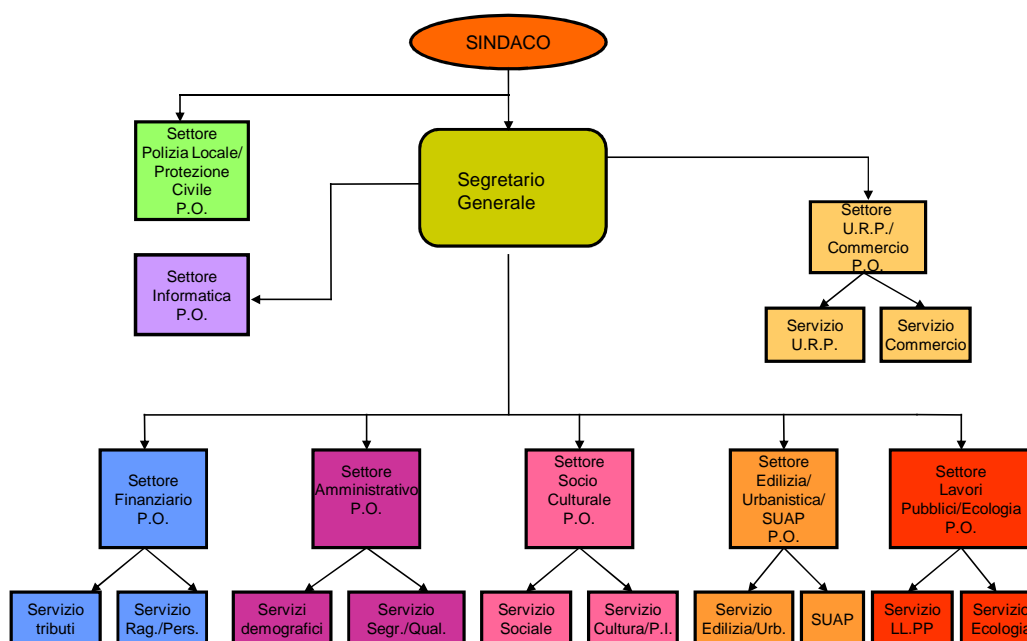 SINDACO
Settore
Polizia Locale/
Protezione
Civile
P.O.
Segretario
Generale
Settore
U.R.P./
Commercio
P.O.
Settore
Informatica
P.O.
Servizio
U.R.P.
Servizio
Commercio
Settore
Finanziario
P.O.
Settore
Amministrativo
P.O.
Settore
Socio
Culturale
P.O.
Settore
Edilizia/
Urbanistica/
SUAP
P.O.
Settore
Lavori
Pubblici/Ecologia
P.O.
Servizio
tributi
Servizio
Rag./Pers.
Servizi
demografici
Servizio
Segr./Qual.
Servizio
Sociale
Servizio
Cultura/P.I.
Servizio
Edilizia/Urb.
SUAP
Servizio
LL.PP
Servizio
Ecologia